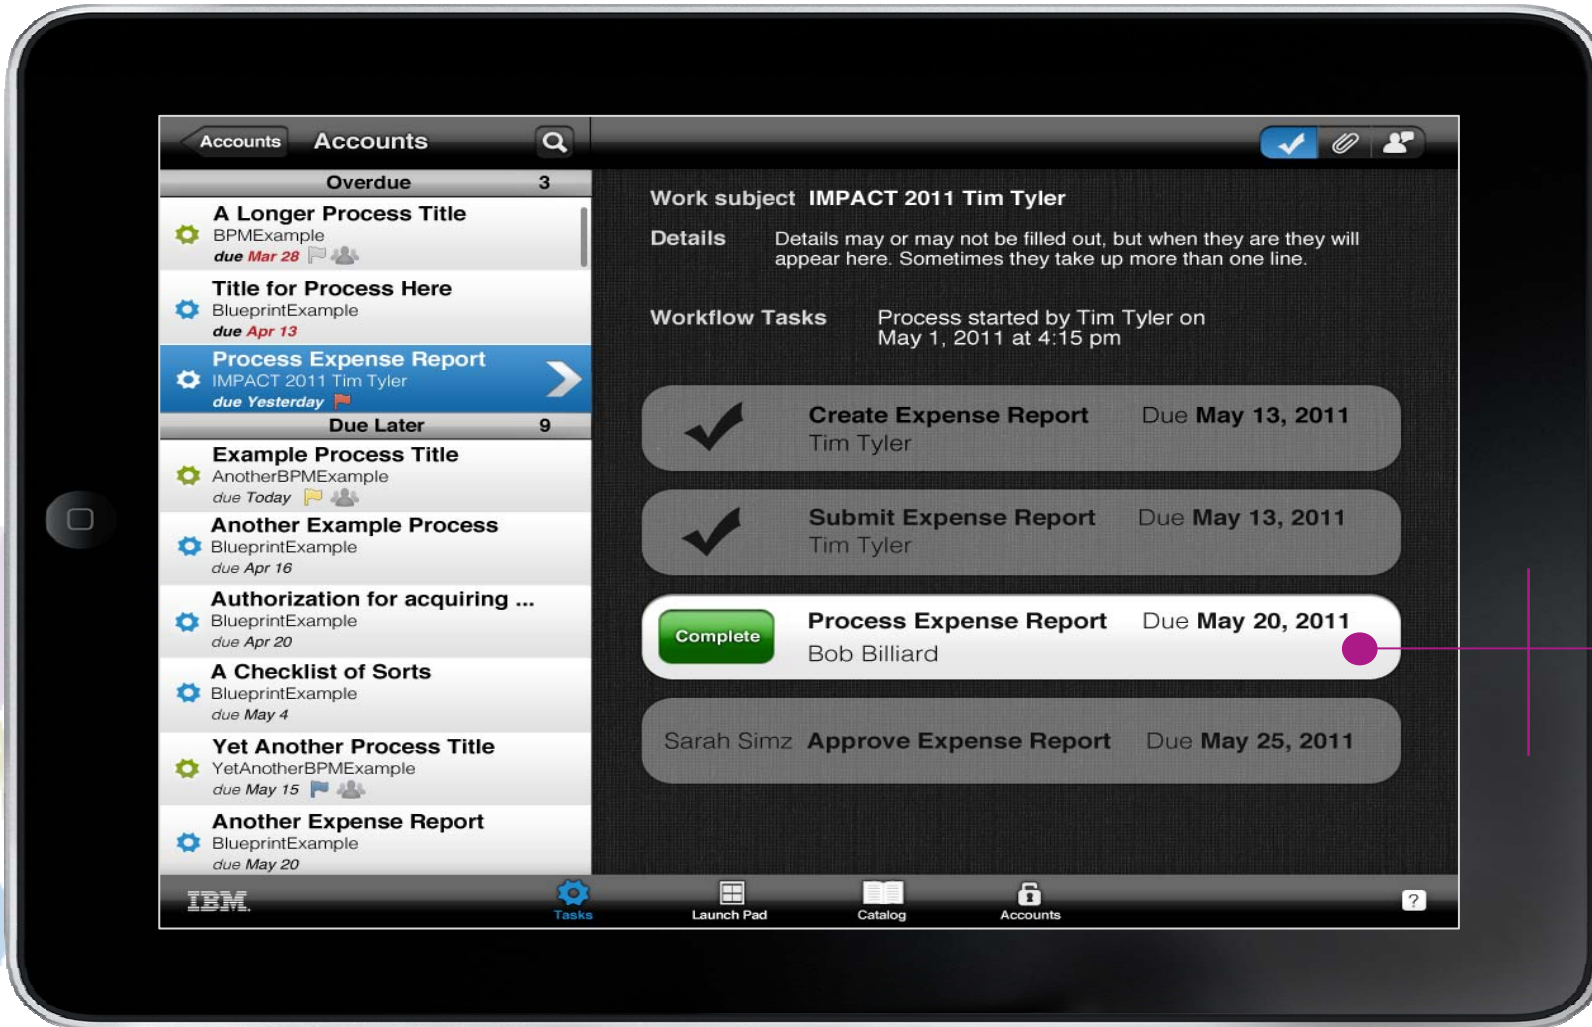 Accounts
Accounts
Overdue 3
A Longer Process Title
BPMExample
due Mar 28
Title for Process Here
BlueprintExample
due Apr 13
Process Expense Report
IMPACT 2011 Tim Tyler
due Yesterday
Due Later 9
Example Process Title
AnotherBPMExample
due Today
Another Example Process
BlueprintExample
due Apr 16
Authorization for acquiring ...
BlueprintExample
due Apr 20
A Checklist of Sorts
BlueprintExample
due May 4
Yet Another Process Title
YetAnotherBPMExample
due May 15
Another Expense Report
BlueprintExample
due May 20
Work subject IMPACT 2011 Tim Tyler
Details Details may or may not be filled out, but when they are they will
appear here. Sometimes they take up more than one line.
Workflow Tasks Process started by Tim Tyler on
May 1, 2011 at 4:15 pm
Create Expense Report Due May 13, 2011
Tim Tyler
Submit Expense Report Due May 13, 2011
Tim Tyler
Complete
Process Expense Report Due May 20, 2011
Bob Billiard
Sarah Simz Approve Expense Report Due May 25, 2011
IBM.
Tasks
Launch Pad
Catalog
Accounts
?